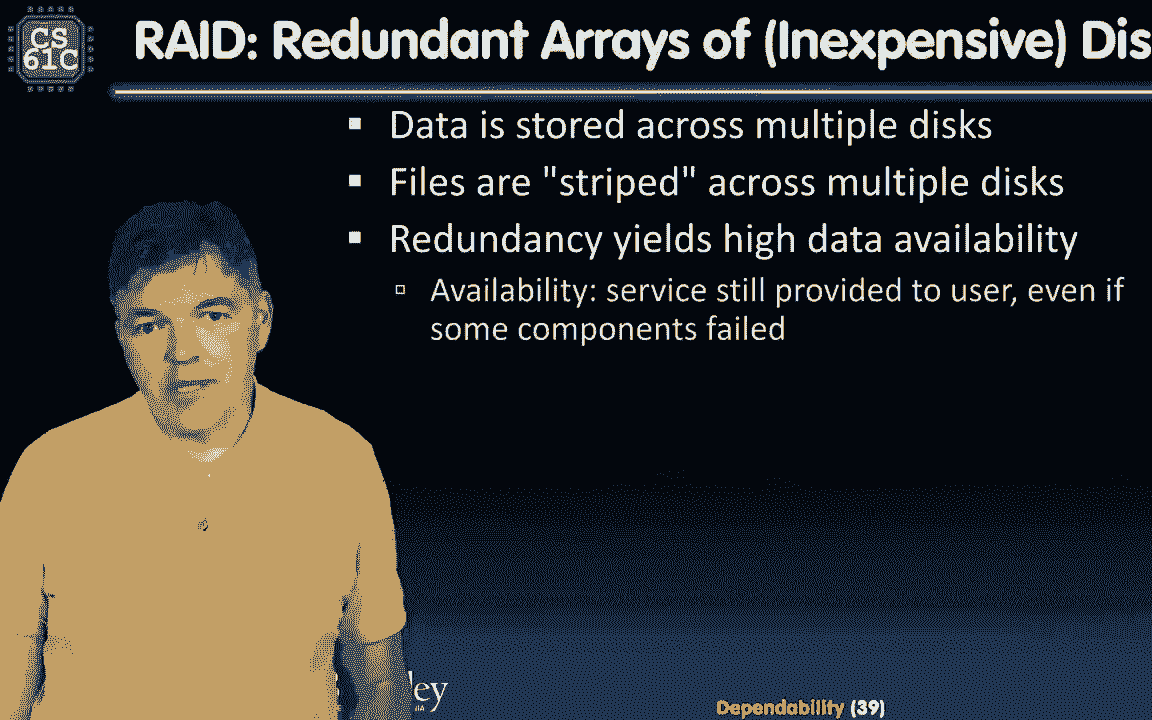 CS
61C
RAID: Redundant Arrays of (Inexpensive) Dis
Data is stored across multiple disks
Files are "striped" across multiple disks
Redundancy yields high data availability
Availability: service still provided to user, even if
some components failed
ley
Dependability (39)